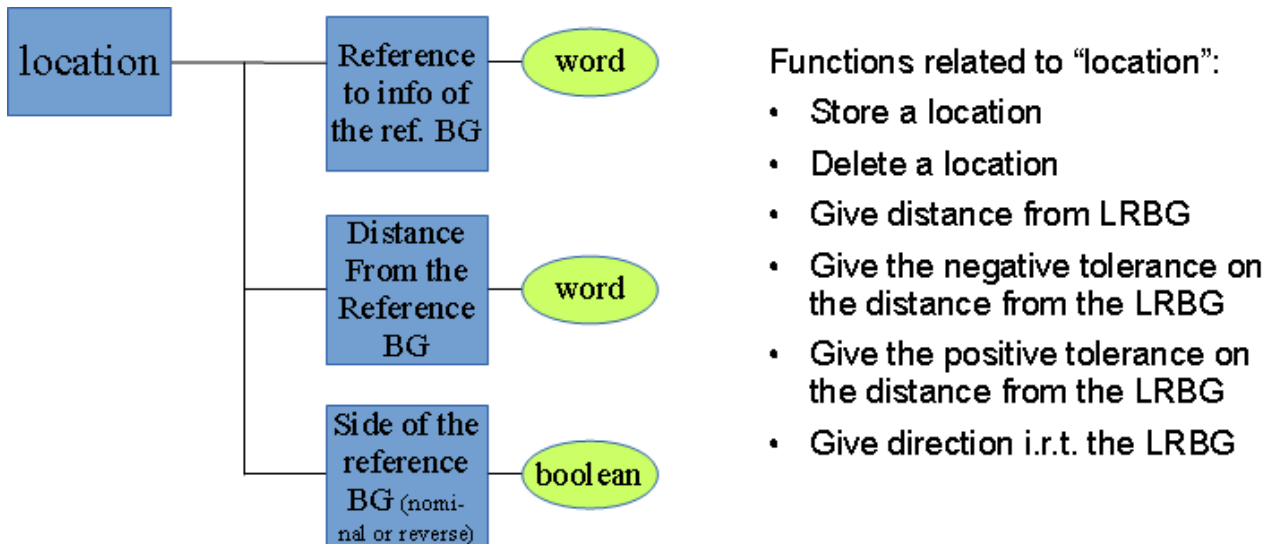 location
Reference
to info of
the ref. BG
word
Distance
From the
Reference
BG
word
Side of the
reference
BG (nomi-
nal or reverse)
boolean
Functions related to “location”:
• Store a location
• Delete a location
• Give distance from LRBG
• Give the negative tolerance on
the distance from the LRBG
• Give the positive tolerance on
the distance from the LRBG
• Give direction i.r.t. the LRBG